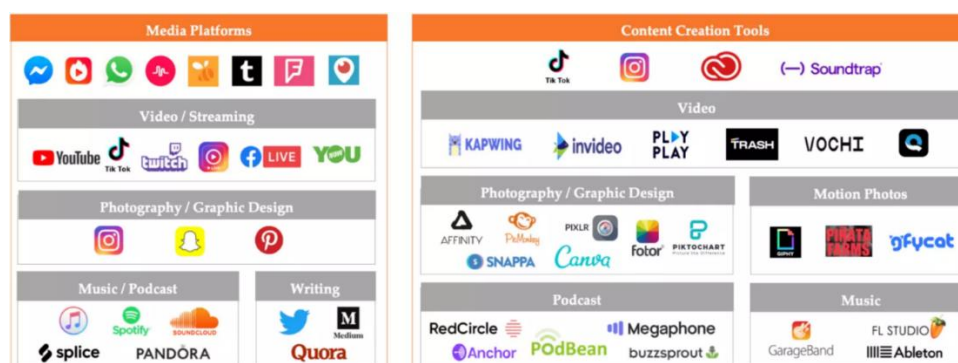 Media Platforms
t
Video / Streaming
YouTube
Tik Tok
twitch
LIVE
YOU
Photography / Graphic Design
Music / Podcast
Spotify
SOUNDCLOUD
splice
PANDÖRA
Writing
M
Medium
Quora
Content Creation Tools
Tik Tok
(—) Soundtrap
Video
KAPWING
invideo
PLAY
PLAY
TRASH
VOCHI
Photography / Graphic Design
AFFINITY
PicMonkey
PIXLR
SNAPPA
Canva
fotor
PIKTOCHART
Motion Photos
GIPHY
gfycat
Podcast
RedCircle
Megaphone
Anchor
PODBean
buzzsprout
Music
GarageBand
FL STUDIO
Ableton